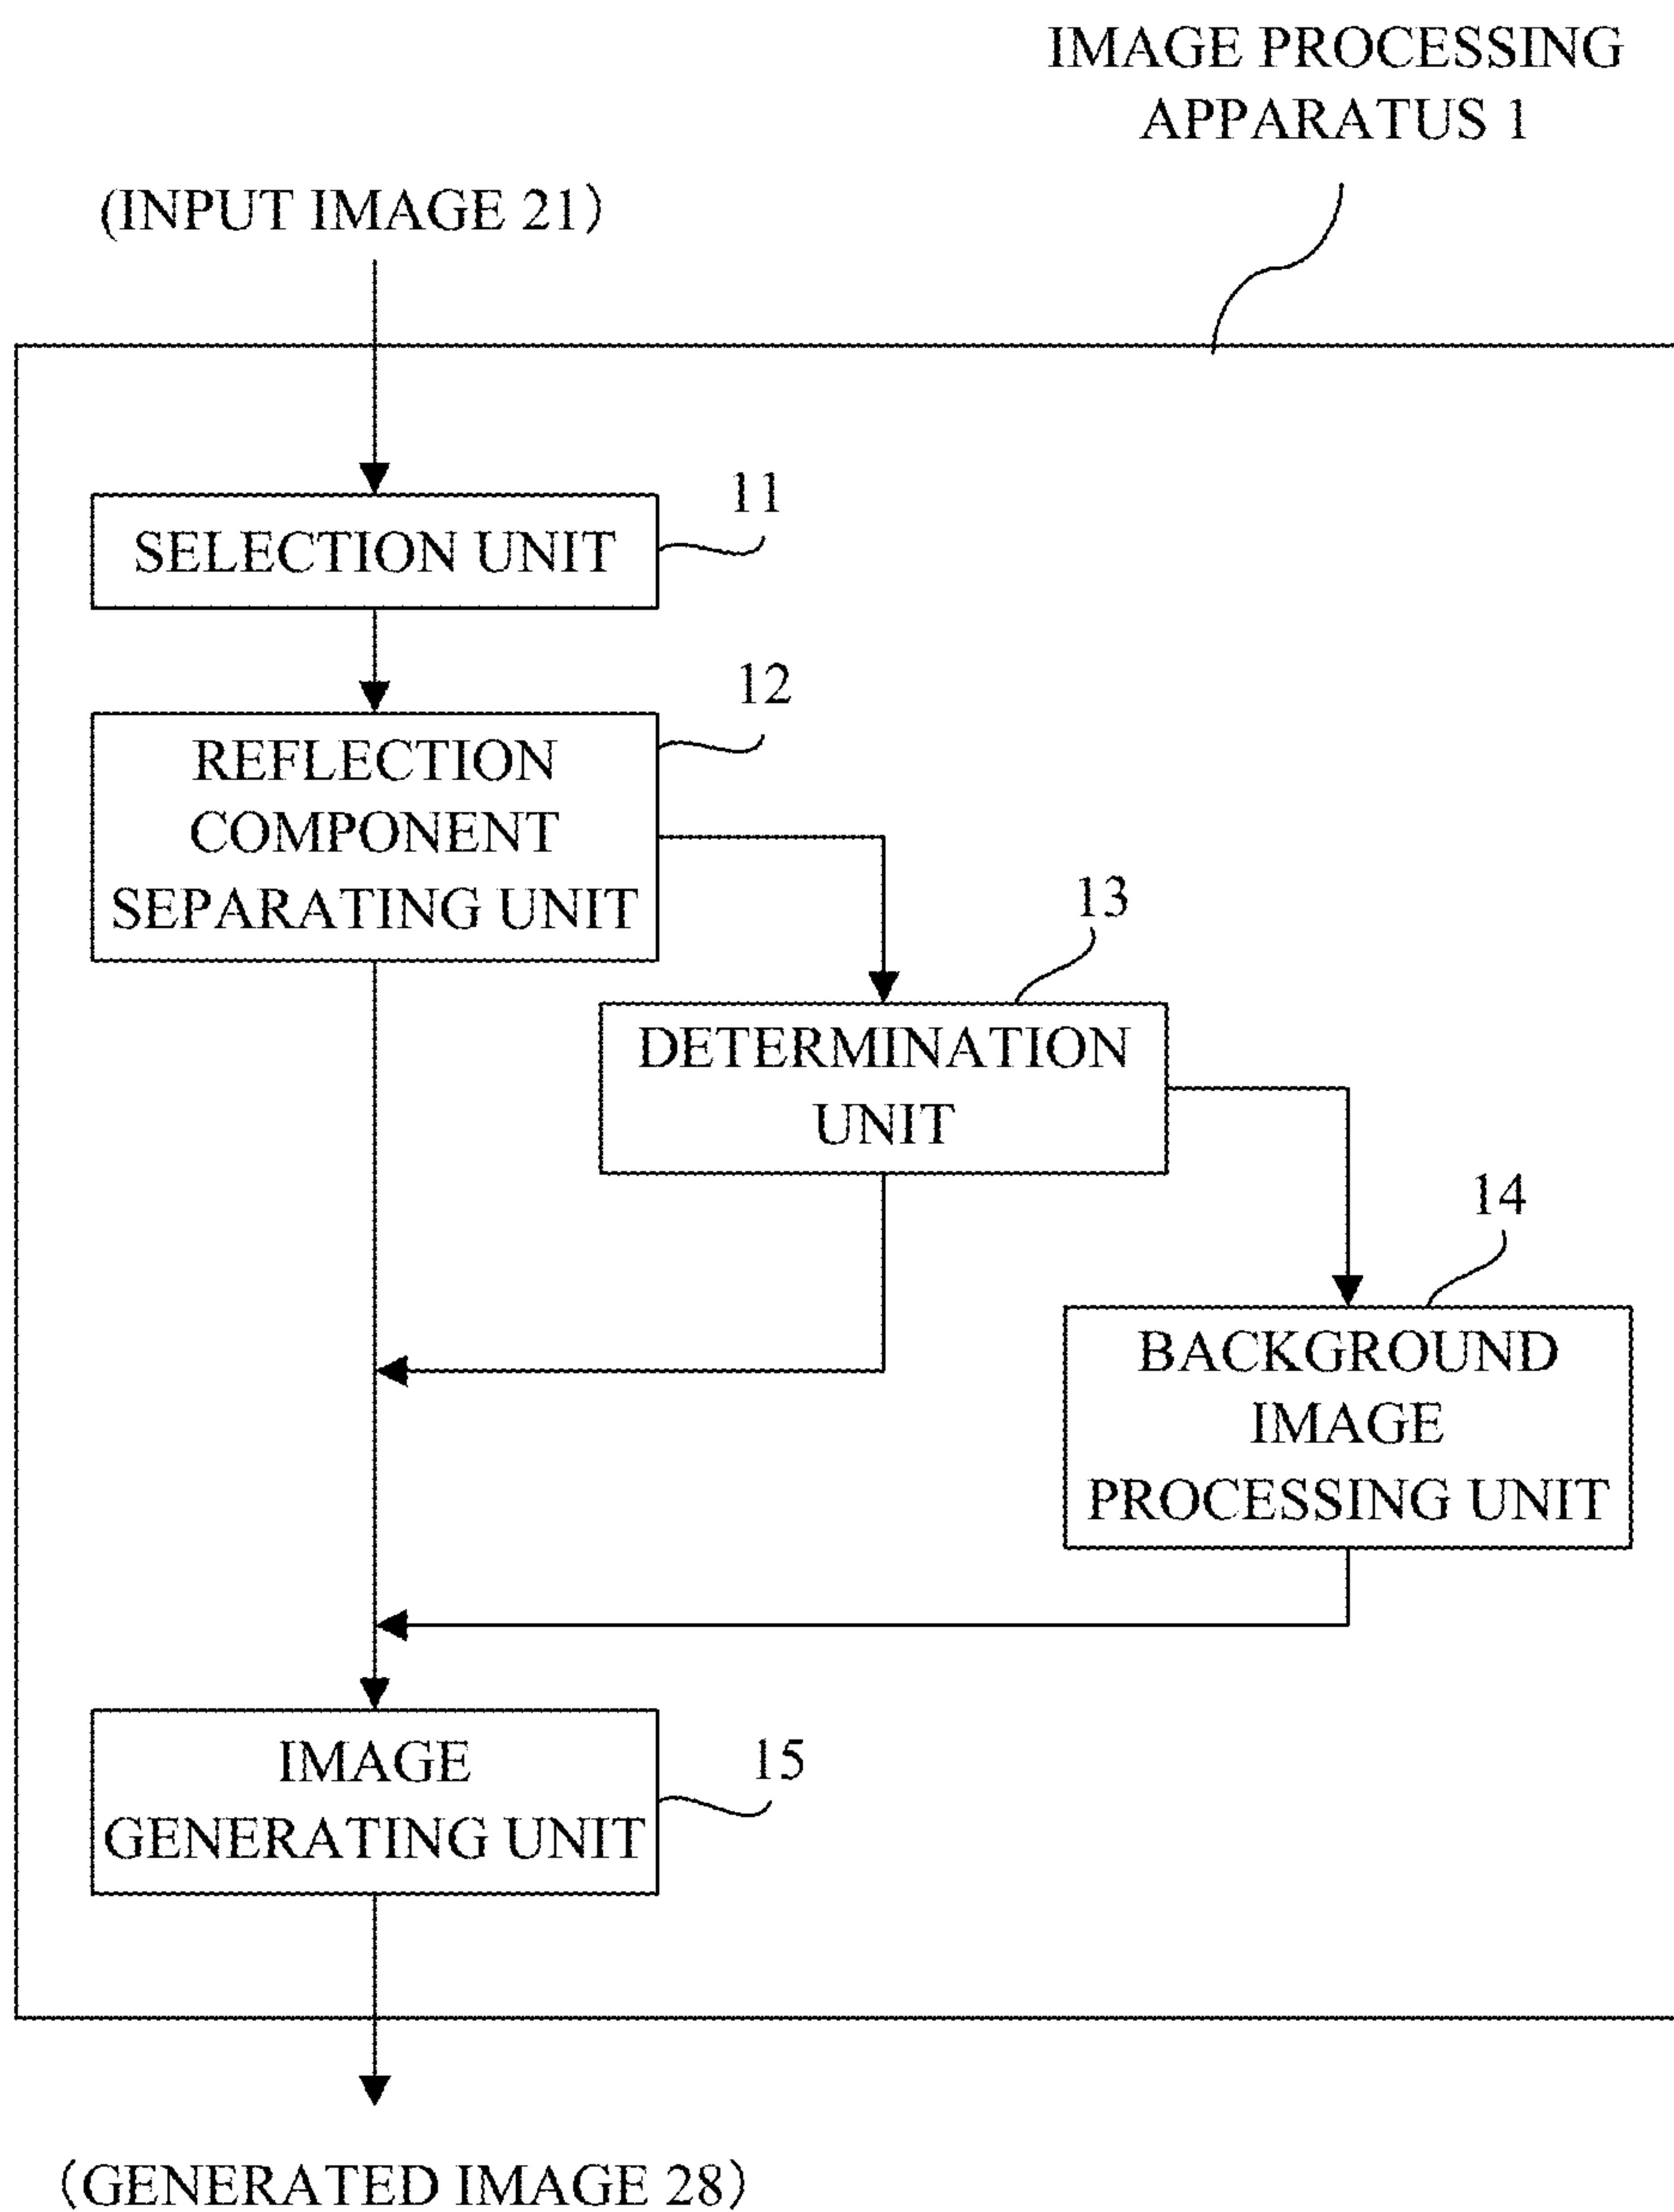 IMAGE PROCESSING
APPARATUS 1
(INPUT IMAGE 21)
11
SELECTION UNIT
12
REFLECTION
COMPONENT
SEPARATING UNIT
13
DETERMINATION
UNIT
14
BACKGROUND
IMAGE
PROCESSING UNIT
15
IMAGE
GENERATING UNIT
(GENERATED IMAGE 28)